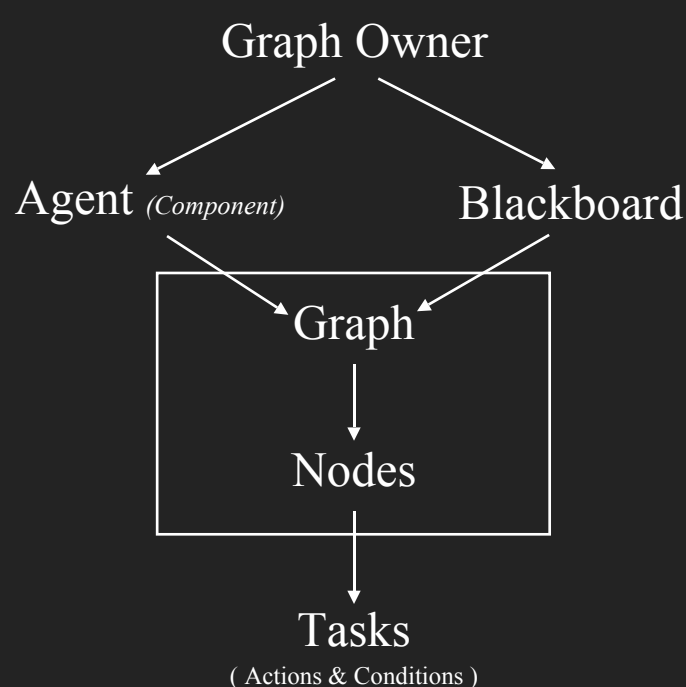 Graph Owner
Agent (Component)
Blackboard
Graph
Nodes
Tasks
( Actions & Conditions )